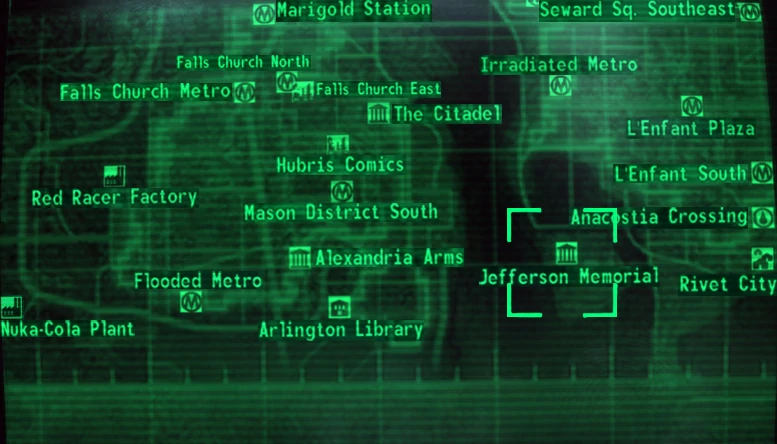 Marigold Station
Seward Sq. Southeast
Falls Church North
Irradiated Metro
Falls Church Metro
Falls Church East
The Citadel
L'Enfant Plaza
Hubris Comics
L'Enfant South
Red Racer Factory
Mason District South
Anacostia Crossing
Alexandria Arms
Jefferson Memorial
Flooded Metro
Rivet City
Nuka-Cola Plant
Arlington Library